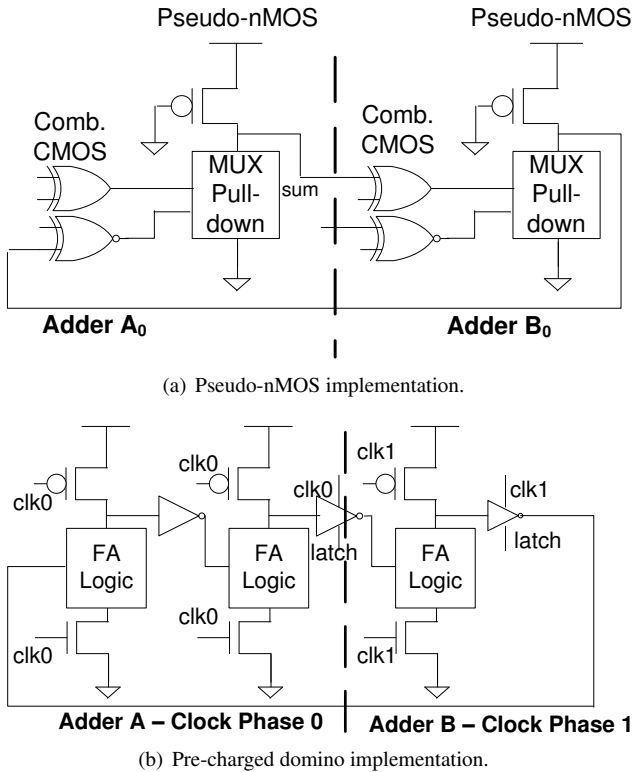 Pseudo-nMOS
Pseudo-nMOS
Comb.
CMOS
MUX
Pull-
down
sum
Comb.
CMOS
MUX
Pull-
down
Adder A0
Adder B0
(a) Pseudo-nMOS implementation.
clk0
clk0
clk0
clk1
clk1
FA
Logic
FA
Logic
latch
FA
Logic
latch
clk0
clk0
clk1
Adder A – Clock Phase 0
Adder B – Clock Phase 1
(b) Pre-charged domino implementation.